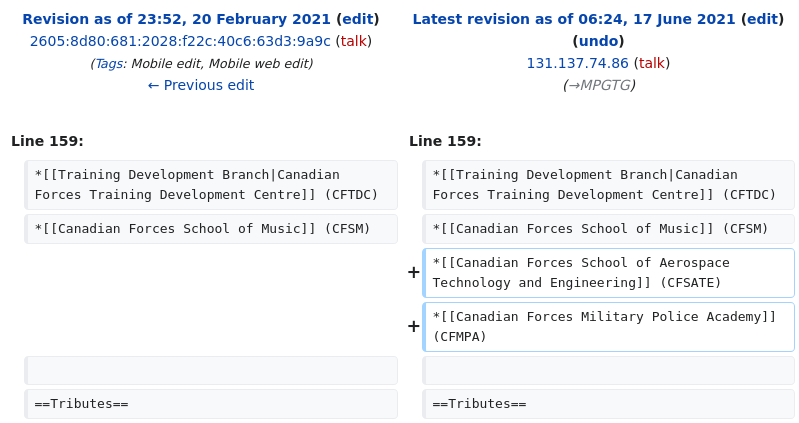 Revision as of 23:52, 20 February 2021 (edit)
2605:8d80:681:2028:f22c:40c6:63d3:9a9c (talk)
(Tags: Mobile edit, Mobile web edit)
← Previous edit
Latest revision as of 06:24, 17 June 2021 (edit)
(undo)
131.137.74.86 (talk)
(→MPGTG)
Line 159:
Line 159:
*[[Training Development Branch|Canadian
Forces Training Development Centre]] (CFTDC)
*[[Training Development Branch|Canadian
Forces Training Development Centre]] (CFTDC)
*[[Canadian Forces School of Music]] (CFSM)
*[[Canadian Forces School of Music]] (CFSM)
+ *[[Canadian Forces School of Aerospace
Technology and Engineering]] (CFSATE)
+ *[[Canadian Forces Military Police Academy]]
(CFMPA)
==Tributes==
==Tributes==